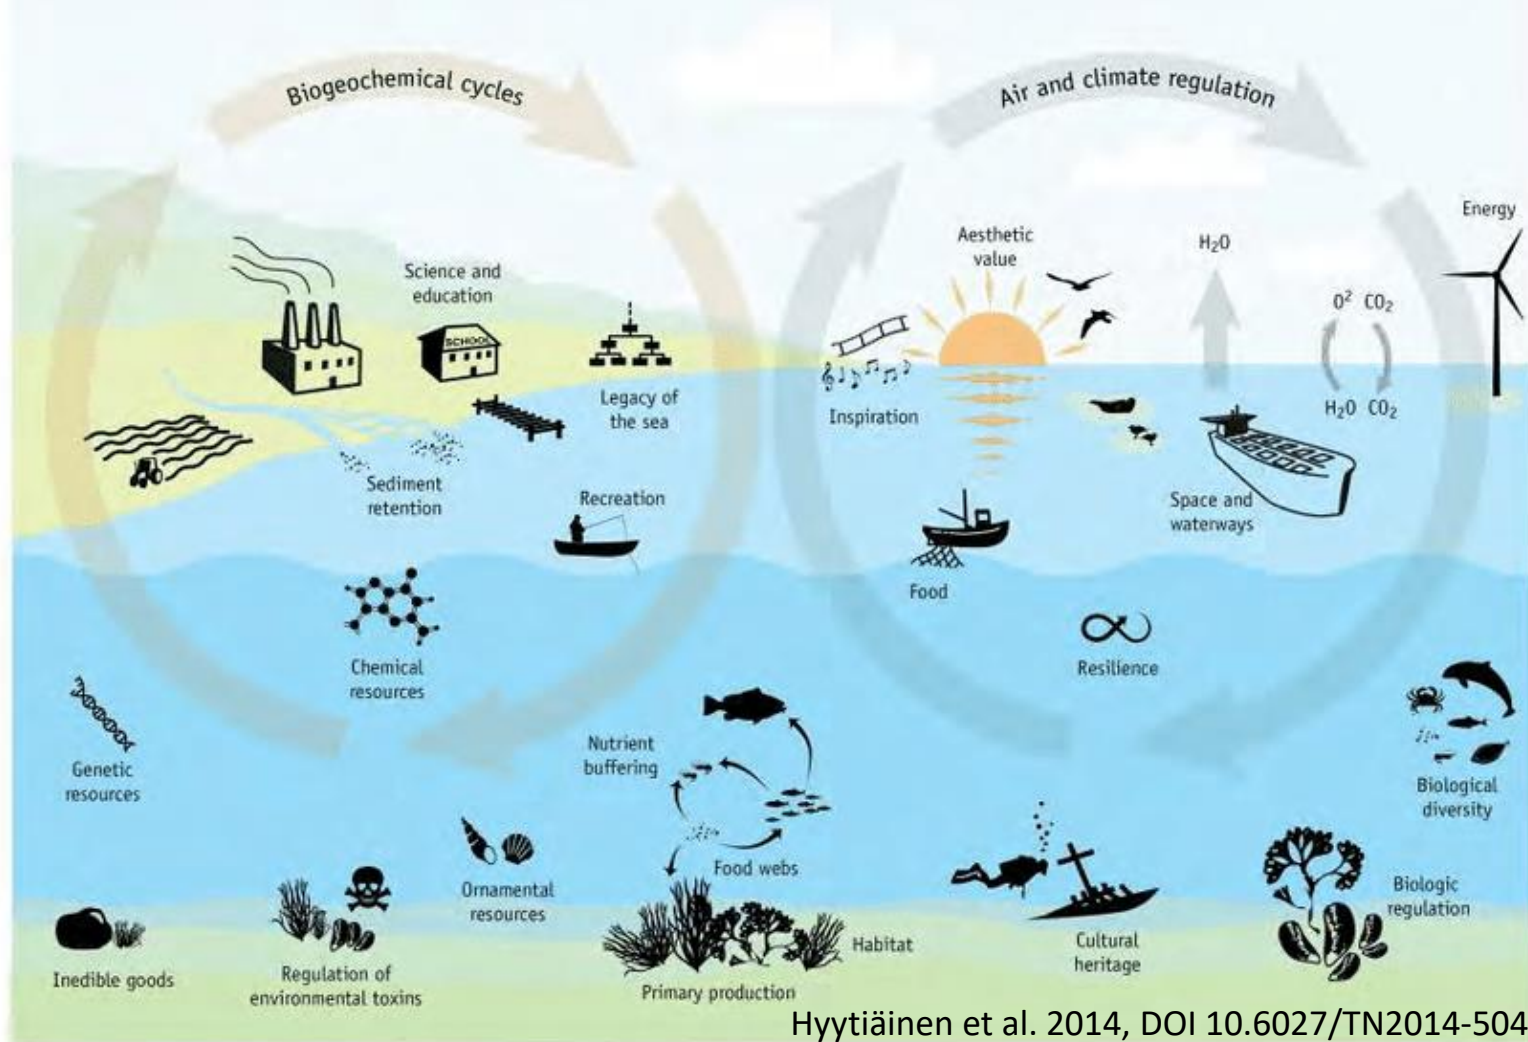 Biogeochemical cycles
Air and climate regulation
Energy
Aesthetic
value
H₂O
Science and
education
O² CO₂
SCHOOL
Legacy of
the sea
Inspiration
H₂O CO₂
Sediment
retention
Recreation
Space and
waterways
Food
Chemical
resources
Resilience
Genetic
resources
Nutrient
buffering
Biological
diversity
Food webs
Ornamental
resources
Biologic
regulation
Habitat
Cultural
heritage
Inedible goods
Regulation of
environmental toxins
Primary production
Hyytiäinen et al. 2014, DOI 10.6027/TN2014-504